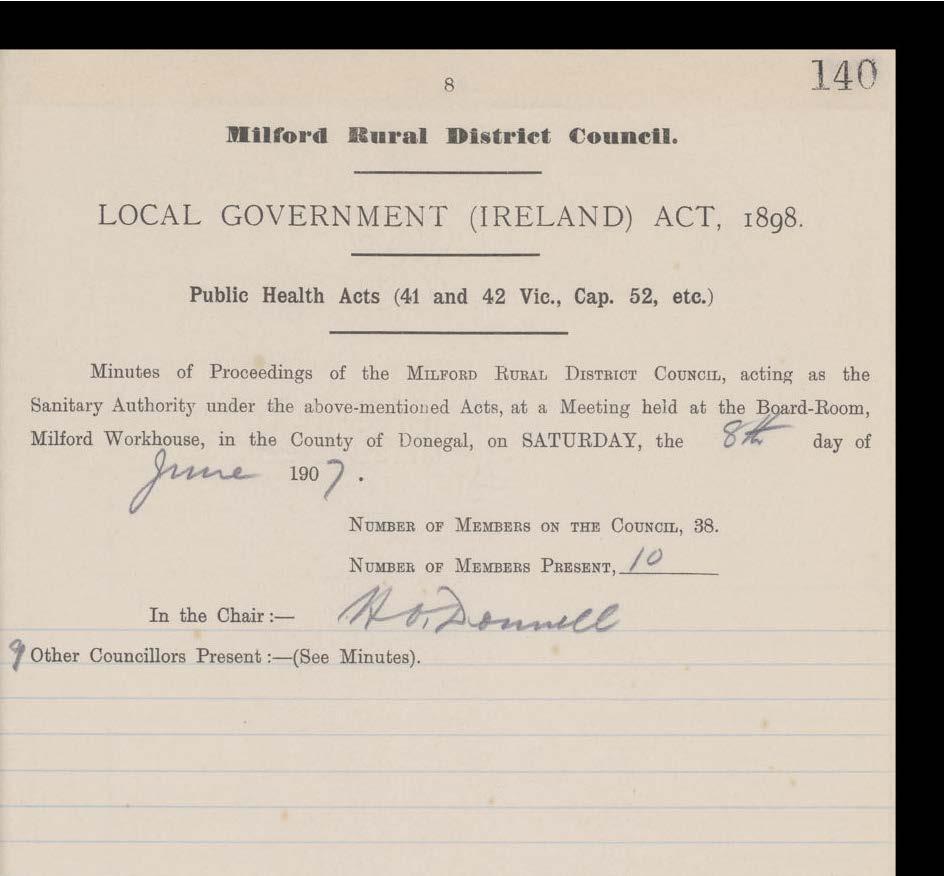 140
8
Milford Rural District Council.
LOCAL GOVERNMENT (IRELAND) ACT, 1898.
Public Health Acts (41 and 42 Vic., Cap. 52, etc.)
Minutes of Proceedings of the MILFORD RURAL DISTRICT COUNCIL, acting as the
Sanitary Authority under the above-mentioned Acts, at a Meeting held at the Board-Room,
Milford Workhouse, in the County of Donegal, on SATURDAY, the 8th day of
June 1907.
NUMBER OF MEMBERS ON THE COUNCIL, 38.
NUMBER OF MEMBERS PRESENT, 10
In the Chair:— H O'Donnell
9 Other Councillors Present:—(See Minutes).